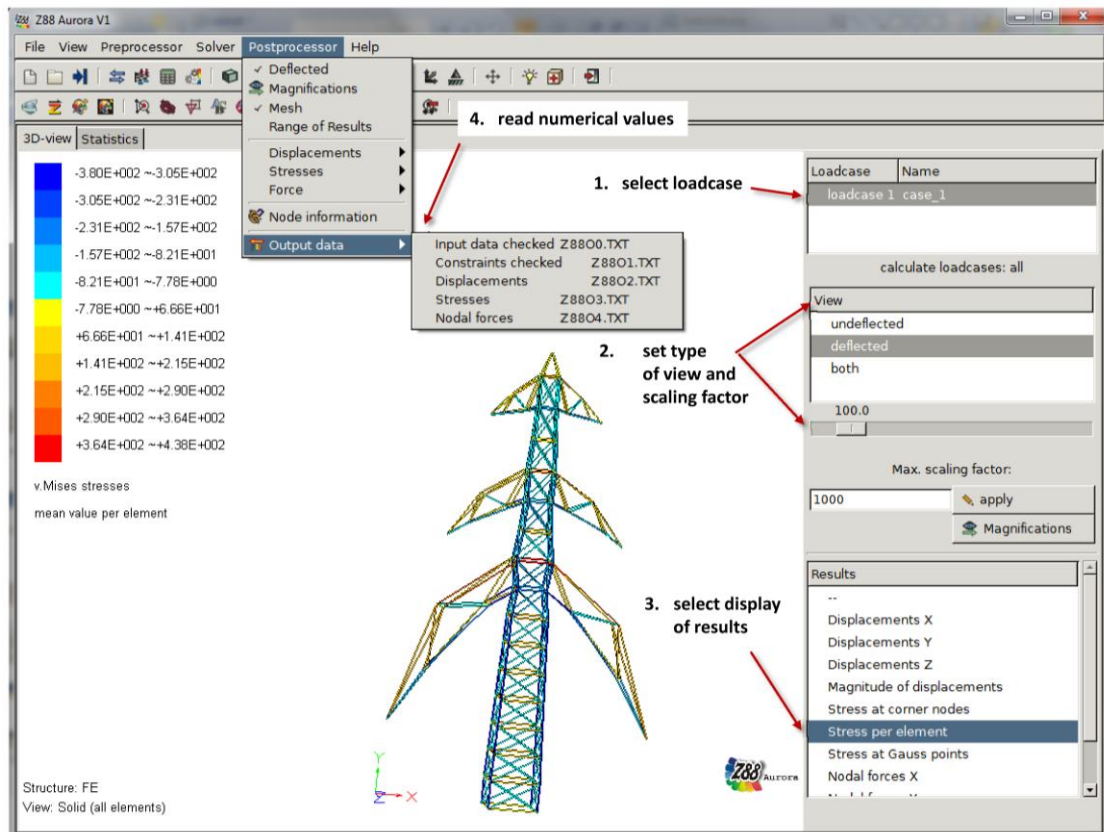 Z88 Aurora V1
File View Preprocessor Solver Postprocessor Help
Deflected
Magnifications
Mesh
Range of Results
Displacements
Stresses
Force
Node information
Output data
Input data checked Z88O0.TXT
Constraints checked Z88O1.TXT
Displacements Z88O2.TXT
Stresses Z88O3.TXT
Nodal forces Z88O4.TXT
4. read numerical values
3D-view Statistics
-3.80E+002 ~-3.05E+002
-3.05E+002 ~-2.31E+002
-2.31E+002 ~-1.57E+002
-1.57E+002 ~-8.21E+001
-8.21E+001 ~-7.78E+000
-7.78E+000 ~+6.66E+001
+6.66E+001 ~+1.41E+002
+1.41E+002 ~+2.15E+002
+2.15E+002 ~+2.90E+002
+2.90E+002 ~+3.64E+002
+3.64E+002 ~+4.38E+002
v.Mises stresses
mean value per element
1. select loadcase
Loadcase Name
loadcase 1 case_1
calculate loadcases: all
2. set type
of view and
scaling factor
View
undeflected
deflected
both
100.0
Max. scaling factor:
1000
apply
Magnifications
3. select display
of results
Results
--
Displacements X
Displacements Y
Displacements Z
Magnitude of displacements
Stress at corner nodes
Stress per element
Stress at Gauss points
Nodal forces X
Y
Z
X
Z88 Aurora
Structure: FE
View: Solid (all elements)